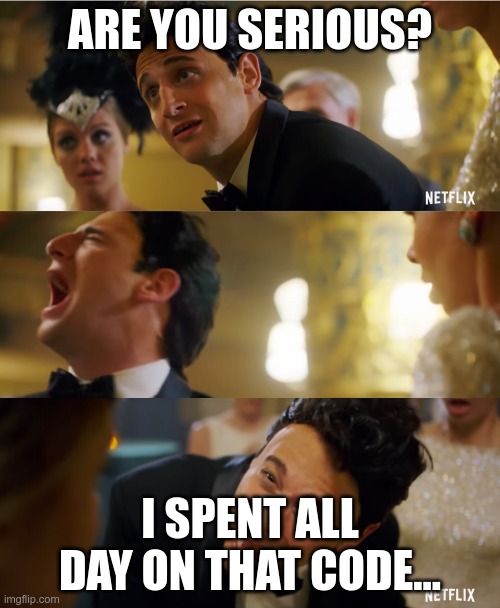 ARE YOU SERIOUS?
NETFLIX
I SPENT ALL
DAY ON THAT CODE...
NETFLIX
imgflip.com